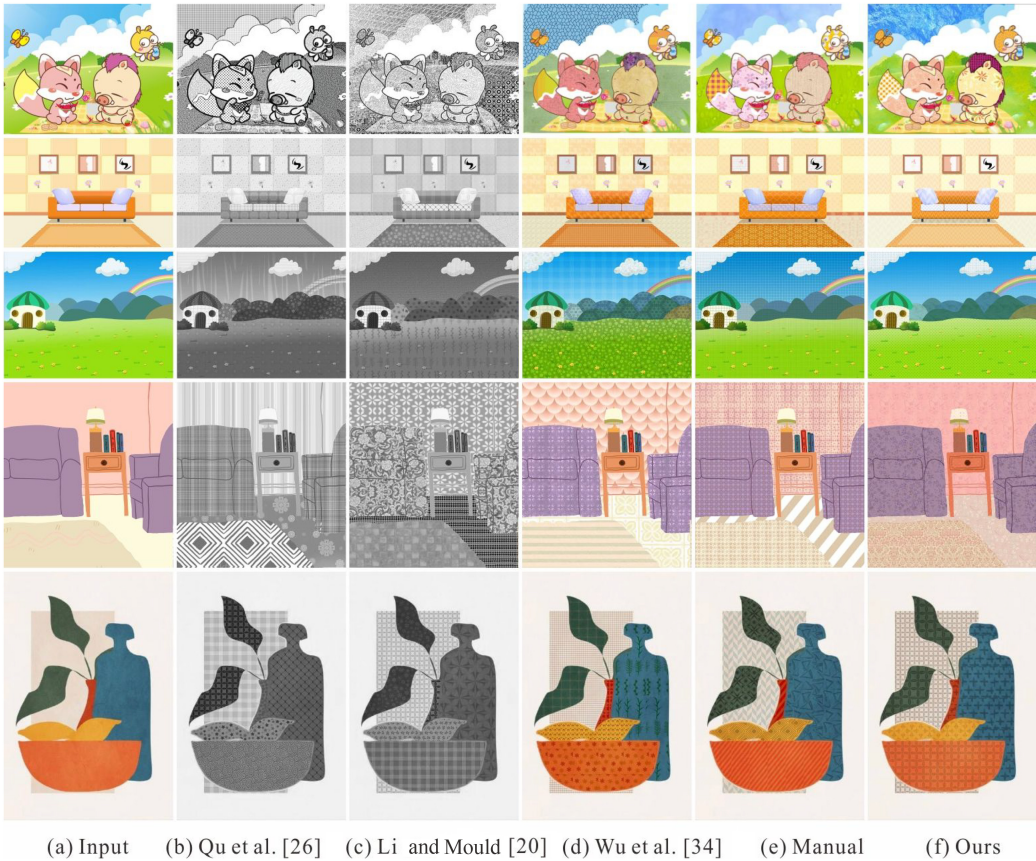 (a) Input (b) Qu et al. [26] (c) Li and Mould [20] (d) Wu et al. [34] (e) Manual (f) Ours